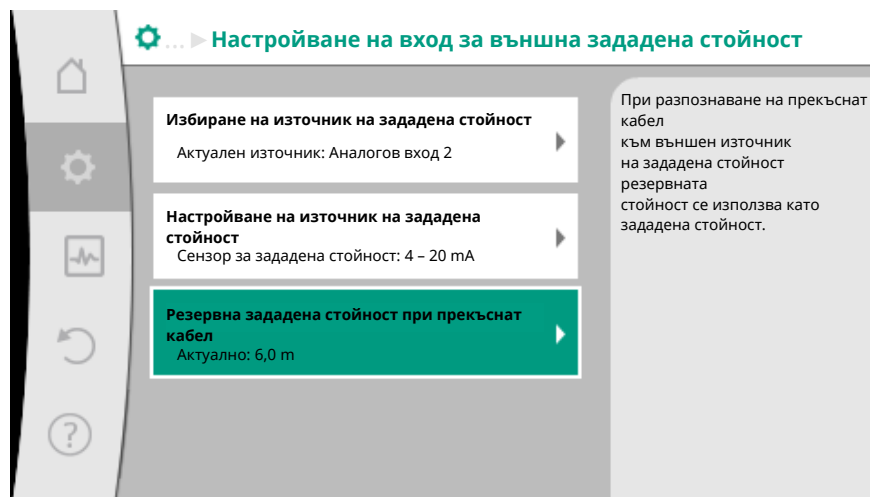 ... ▶ Настройване на вход за външна зададена стойност
Избиране на източник на зададена стойност
Актуален източник: Аналогов вход 2
Настройване на източник на зададена
стойност
Сензор за зададена стойност: 4 – 20 mA
Резервна зададена стойност при прекъснат
кабел
Актуално: 6,0 m
При разпознаване на прекъснат
кабел
към външен източник
на зададена стойност
резервната
стойност се използва като
зададена стойност.
?